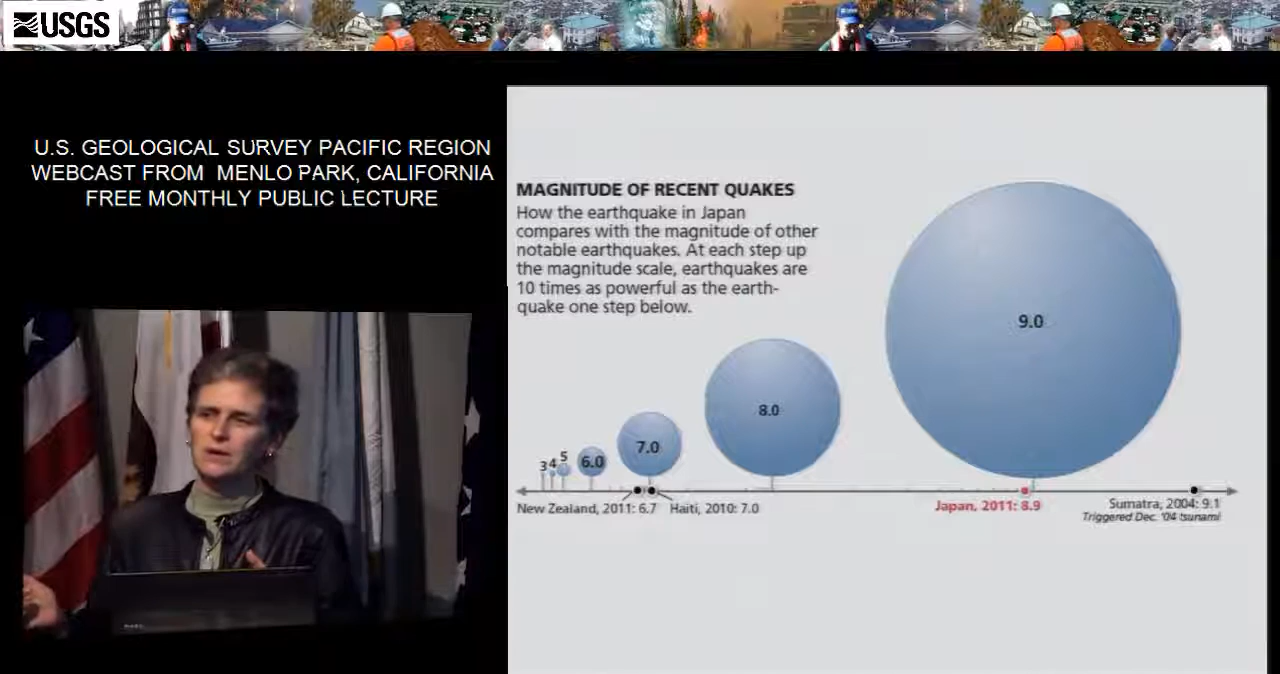 USGS
U.S. GEOLOGICAL SURVEY PACIFIC REGION
WEBCAST FROM MENLO PARK, CALIFORNIA
FREE MONTHLY PUBLIC LECTURE
MAGNITUDE OF RECENT QUAKES
How the earthquake in Japan
compares with the magnitude of other
notable earthquakes. At each step up
the magnitude scale, earthquakes are
10 times as powerful as the earth-
quake one step below.
3 4 5 6.0 7.0 8.0 9.0
New Zealand, 2011: 6.7 Haiti, 2010: 7.0 Japan, 2011: 8.9 Sumatra, 2004: 9.1
Triggered Dec. '04 tsunami